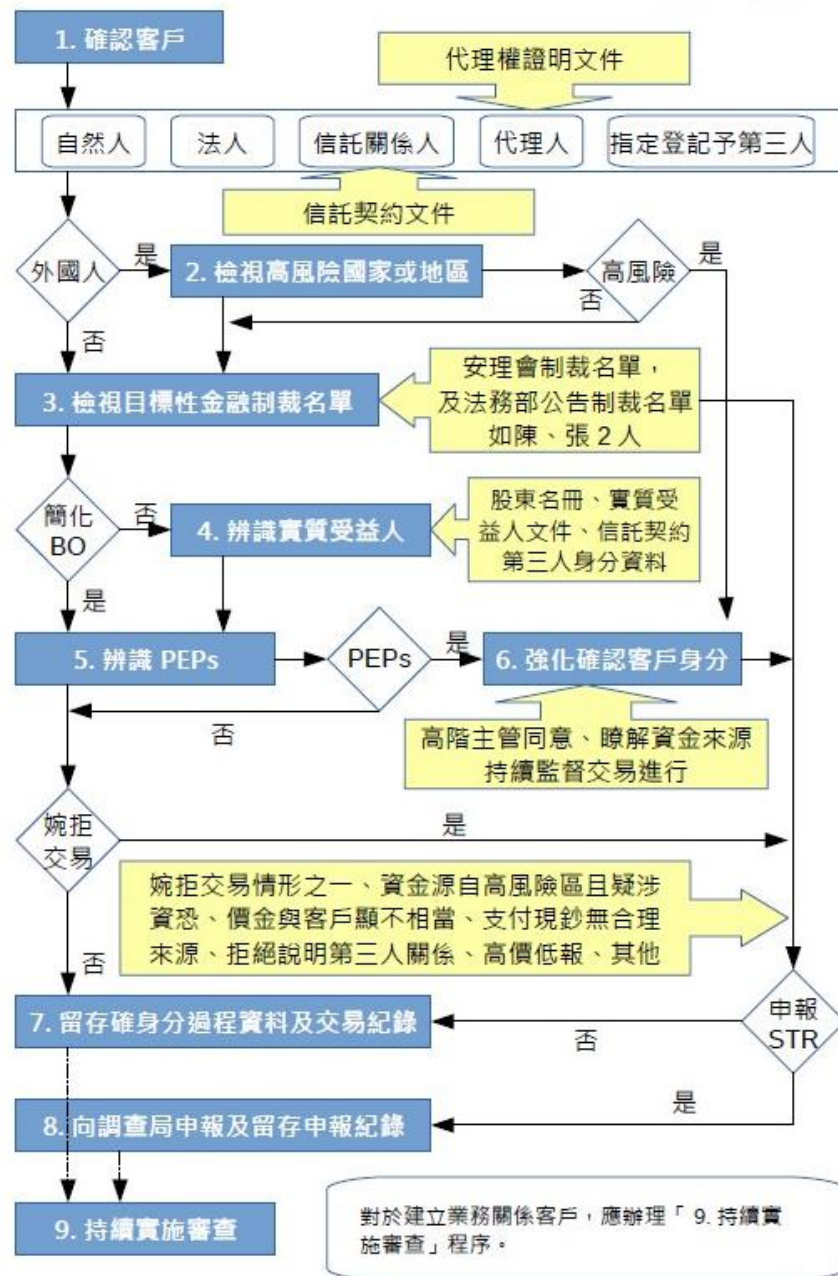 1. 確認客戶
代理權證明文件
自然人
法人
信託關係人
代理人
指定登記予第三人
信託契約文件
外國人
是
2. 檢視高風險國家或地區
高風險
是
否
否
3. 檢視目標性金融制裁名單
安理會制裁名單，
及法務部公告制裁名單
如陳、張 2 人
簡化
BO
否
4. 辨識實質受益人
股東名冊、實質受
益人文件、信託契約
第三人身分資料
是
5. 辨識 PEPs
PEPs
是
6. 強化確認客戶身分
否
高階主管同意、瞭解資金來源
持續監督交易進行
婉拒
交易
是
婉拒交易情形之一、資金源自高風險區且疑涉
資恐、價金與客戶顯不相當、支付現鈔無合理
來源、拒絕說明第三人關係、高價低報、其他
否
7. 留存確身分過程資料及交易紀錄
否
申報
STR
是
8. 向調查局申報及留存申報紀錄
9. 持續實施審查
對於建立業務關係客戶，應辦理「 9. 持續實
施審查」程序。